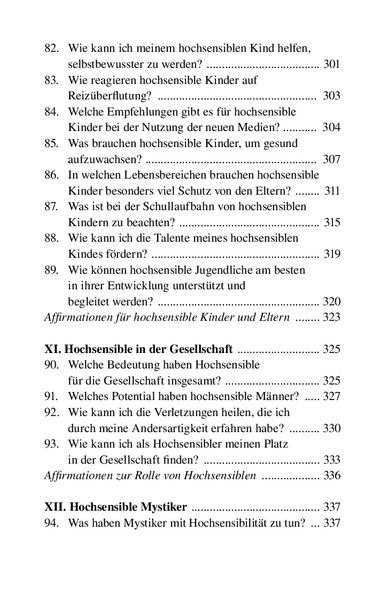 82. Wie kann ich meinem hochsensiblen Kind helfen,
selbstbewusster zu werden? .................................... 301
83. Wie reagieren hochsensible Kinder auf
Reizüberflutung? ................................................... 303
84. Welche Empfehlungen gibt es für hochsensible
Kinder bei der Nutzung der neuen Medien? ........... 304
85. Was brauchen hochsensible Kinder, um gesund
aufzuwachsen? ....................................................... 307
86. In welchen Lebensbereichen brauchen hochsensible
Kinder besonders viel Schutz von den Eltern? ........ 311
87. Was ist bei der Schullaufbahn von hochsensiblen
Kindern zu beachten? ............................................. 315
88. Wie kann ich die Talente meines hochsensiblen
Kindes fördern? ...................................................... 319
89. Wie können hochsensible Jugendliche am besten
in ihrer Entwicklung unterstützt und
begleitet werden? .................................................... 320
Affirmationen für hochsensible Kinder und Eltern ........ 323
XI. Hochsensible in der Gesellschaft ........................... 325
90. Welche Bedeutung haben Hochsensible
für die Gesellschaft insgesamt? .............................. 325
91. Welches Potential haben hochsensible Männer? ..... 327
92. Wie kann ich die Verletzungen heilen, die ich
durch meine Andersartigkeit erfahren habe? .......... 330
93. Wie kann ich als Hochsensibler meinen Platz
in der Gesellschaft finden? ..................................... 333
Affirmationen zur Rolle von Hochsensiblen ................... 336
XII. Hochsensible Mystiker ......................................... 337
94. Was haben Mystiker mit Hochsensibilität zu tun? ... 337